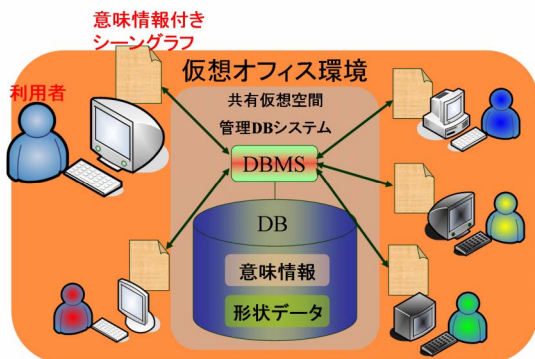 意味情報付き
シーングラフ
仮想オフィス環境
利用者
共有仮想空間
管理DBシステム
DBMS
DB
意味情報
形状データ